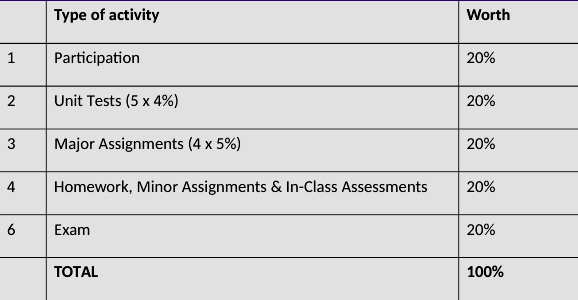 Type of activity Worth
1 Participation 20%
2 Unit Tests (5 x 4%) 20%
3 Major Assignments (4 x 5%) 20%
4 Homework, Minor Assignments & In-Class Assessments 20%
6 Exam 20%
TOTAL 100%